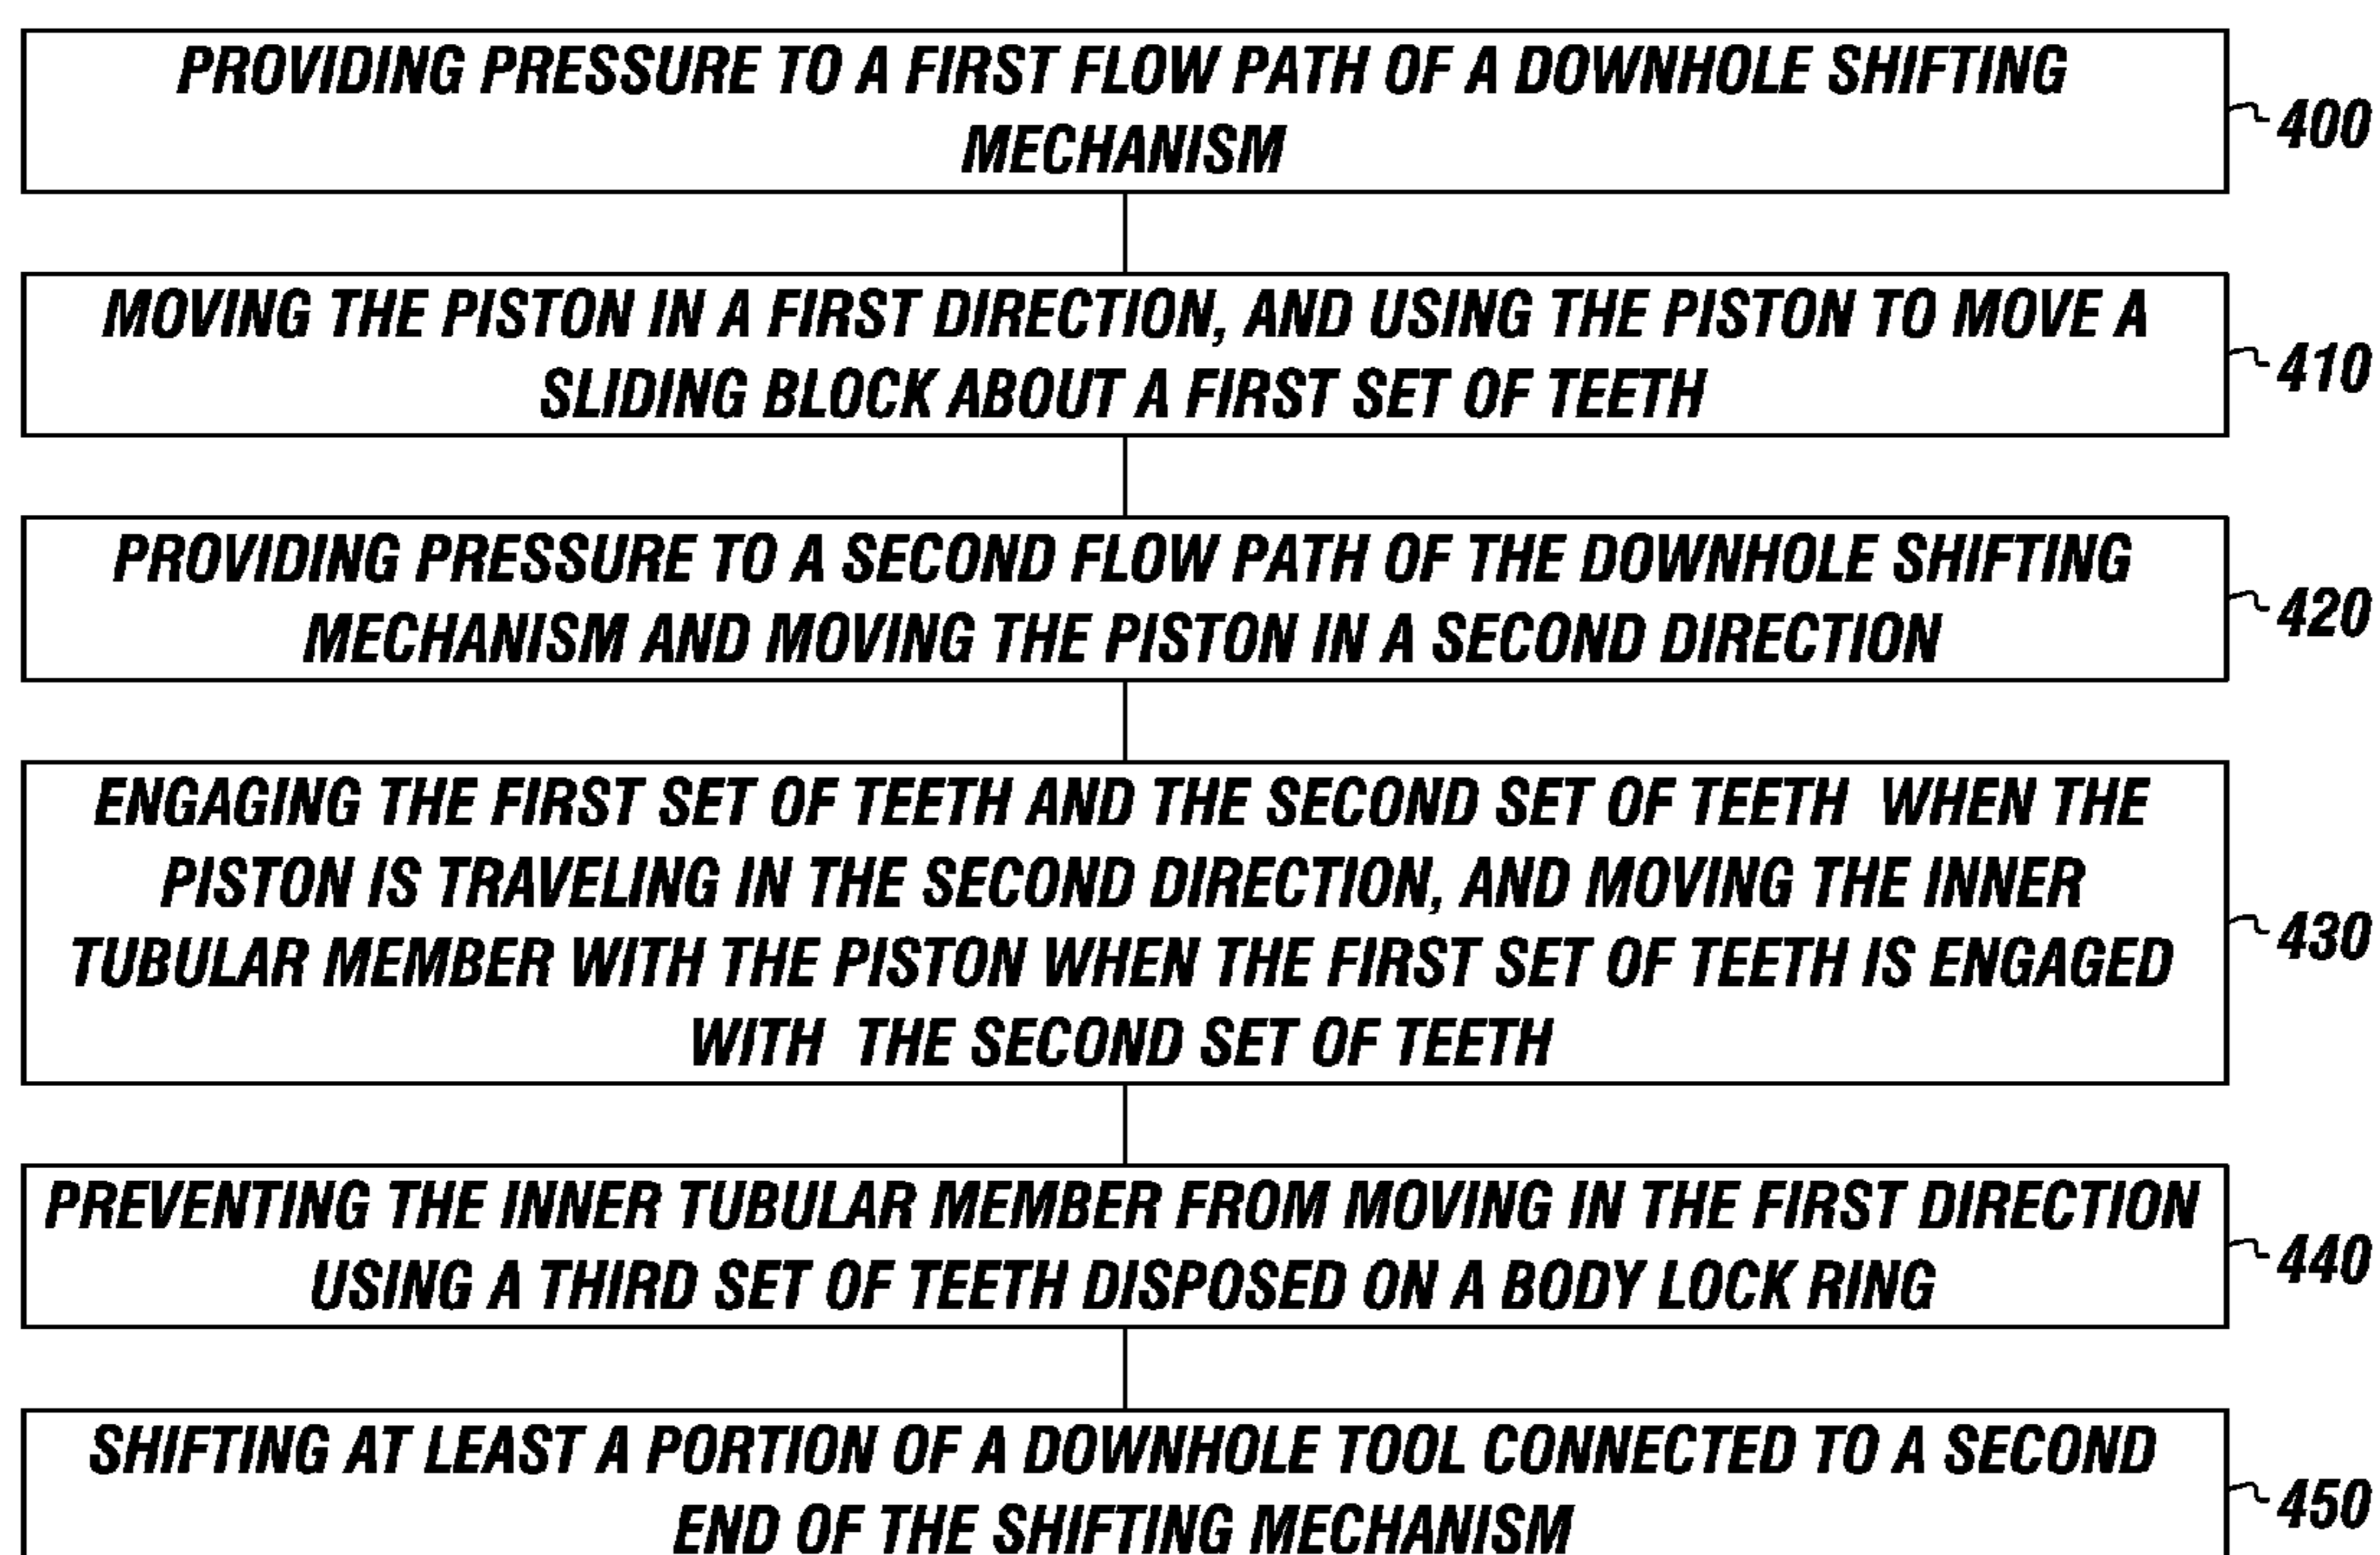 PROVIDING PRESSURE TO A FIRST FLOW PATH OF A DOWNHOLE SHIFTING
MECHANISM
400
MOVING THE PISTON IN A FIRST DIRECTION, AND USING THE PISTON TO MOVE A
SLIDING BLOCK ABOUT A FIRST SET OF TEETH
410
PROVIDING PRESSURE TO A SECOND FLOW PATH OF THE DOWNHOLE SHIFTING
MECHANISM AND MOVING THE PISTON IN A SECOND DIRECTION
420
ENGAGING THE FIRST SET OF TEETH AND THE SECOND SET OF TEETH WHEN THE
PISTON IS TRAVELING IN THE SECOND DIRECTION, AND MOVING THE INNER
TUBULAR MEMBER WITH THE PISTON WHEN THE FIRST SET OF TEETH IS ENGAGED
WITH THE SECOND SET OF TEETH
430
PREVENTING THE INNER TUBULAR MEMBER FROM MOVING IN THE FIRST DIRECTION
USING A THIRD SET OF TEETH DISPOSED ON A BODY LOCK RING
440
SHIFTING AT LEAST A PORTION OF A DOWNHOLE TOOL CONNECTED TO A SECOND
END OF THE SHIFTING MECHANISM
450